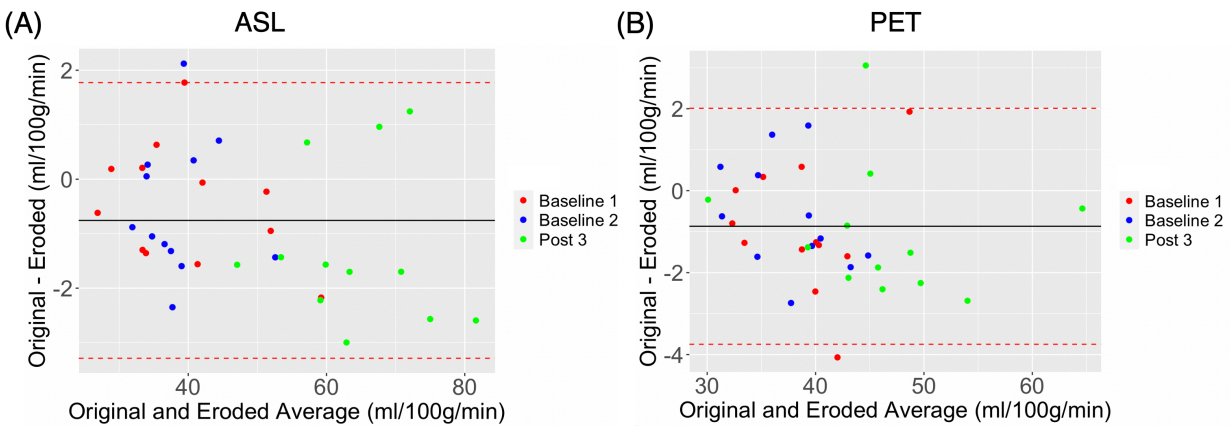 (A) ASL
Original - Eroded (ml/100g/min)
2
0
-2
40 60 80
Original and Eroded Average (ml/100g/min)
Baseline 1
Baseline 2
Post 3
(B) PET
Original - Eroded (ml/100g/min)
2
0
-2
-4
30 40 50 60
Original and Eroded Average (ml/100g/min)
Baseline 1
Baseline 2
Post 3